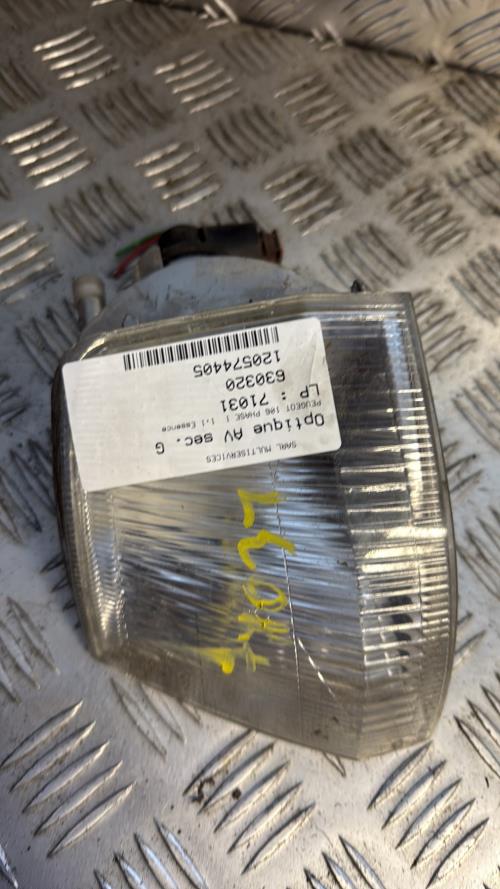 SARL MULTISERVICES
Optique AV sec. G
PEUGEOT 106 PHASE 1 1.1 Essence
LP : 71031
630320
120574405